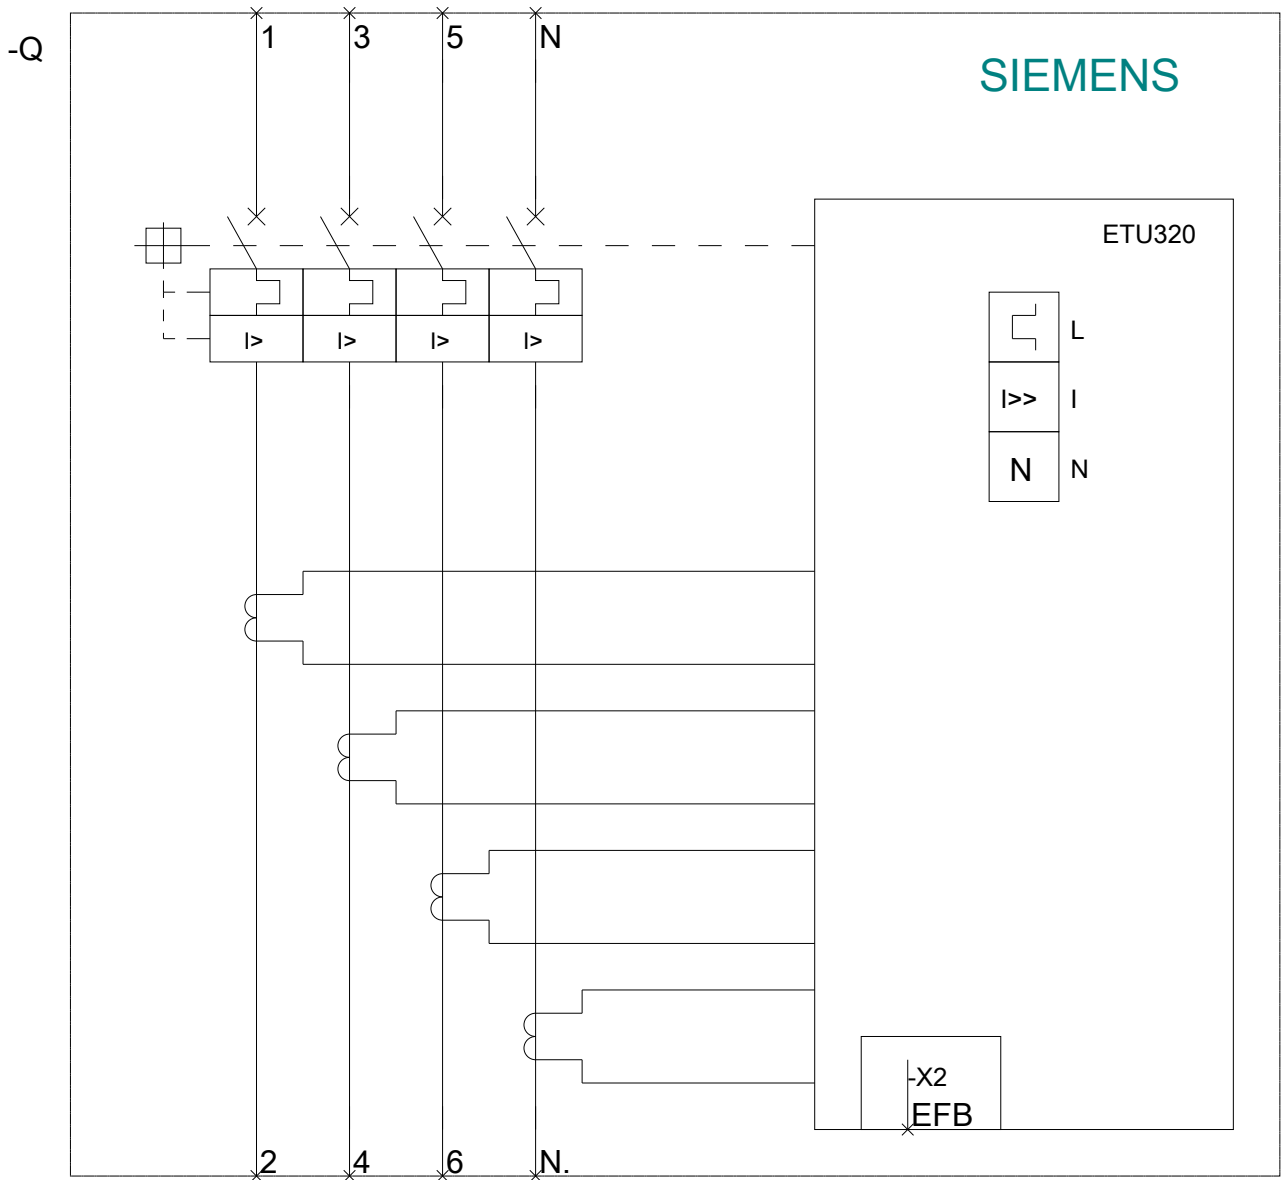 1 3 5 N
-Q
SIEMENS
ETU320
L
I> I> I> I>
I>> I
N N
-X2
EFB
2 4 6 N.